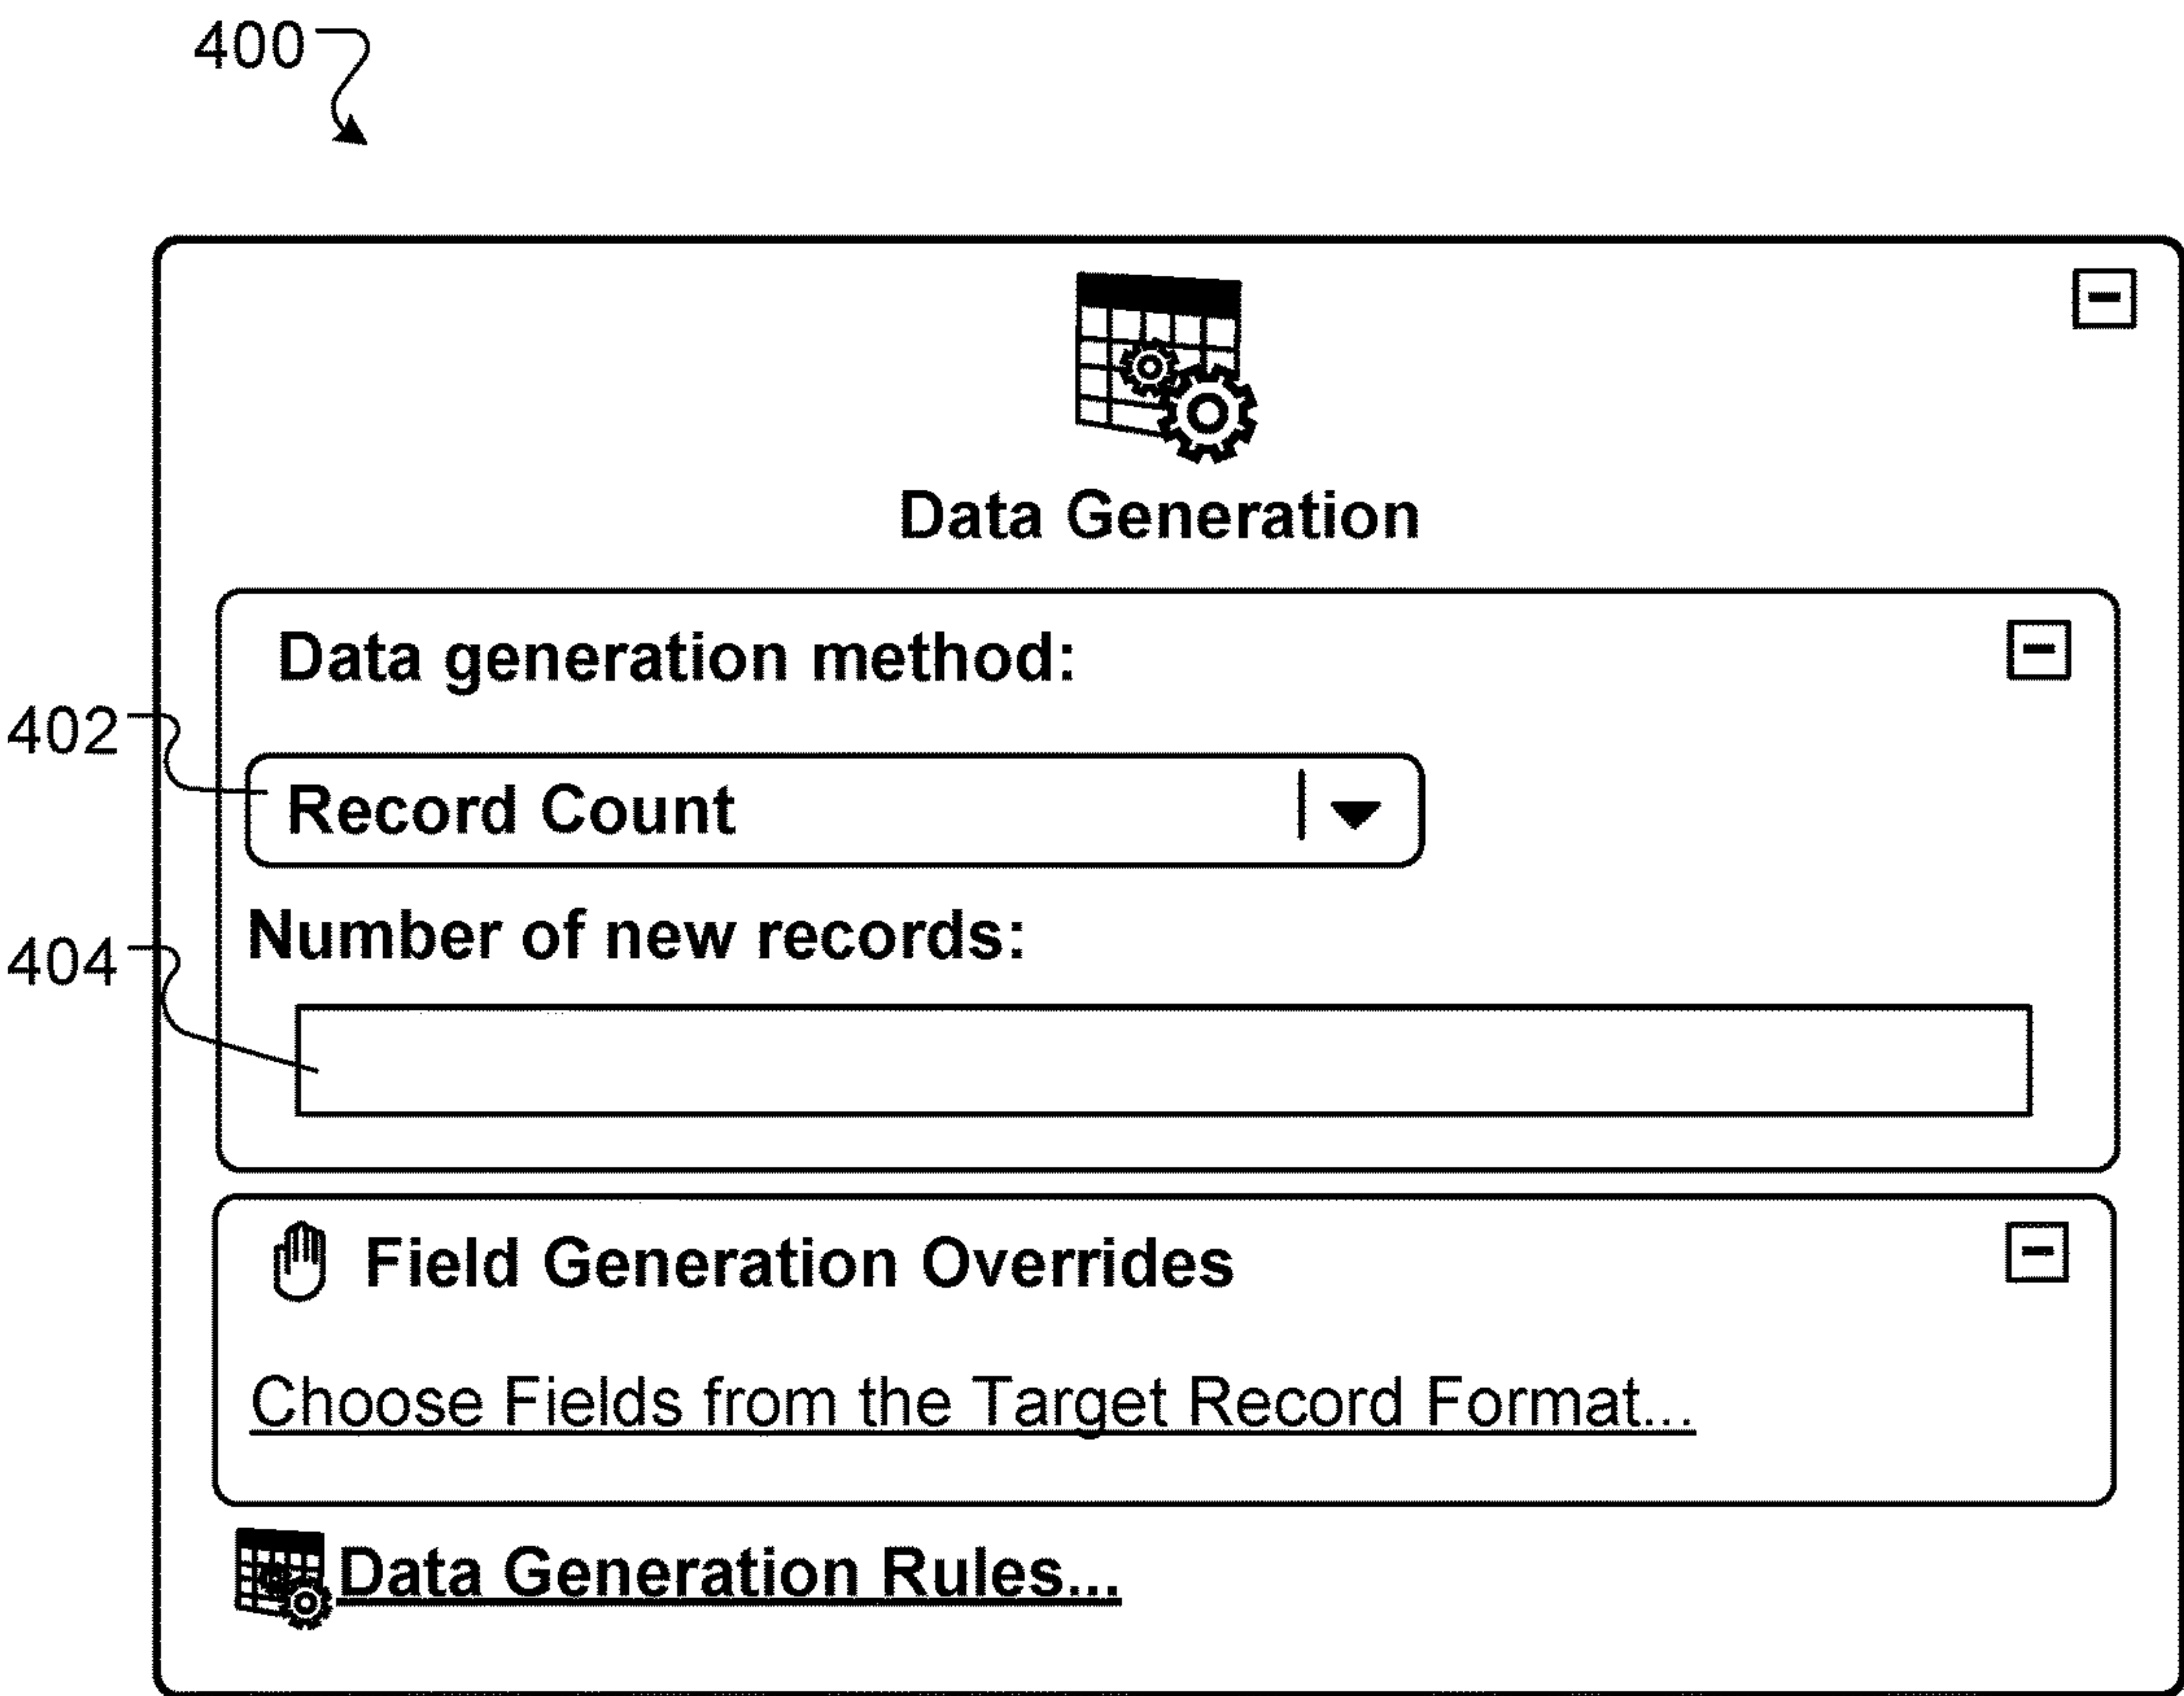 400
Data Generation
Data generation method:
402
Record Count
Number of new records:
404
Field Generation Overrides
Choose Fields from the Target Record Format...
Data Generation Rules...